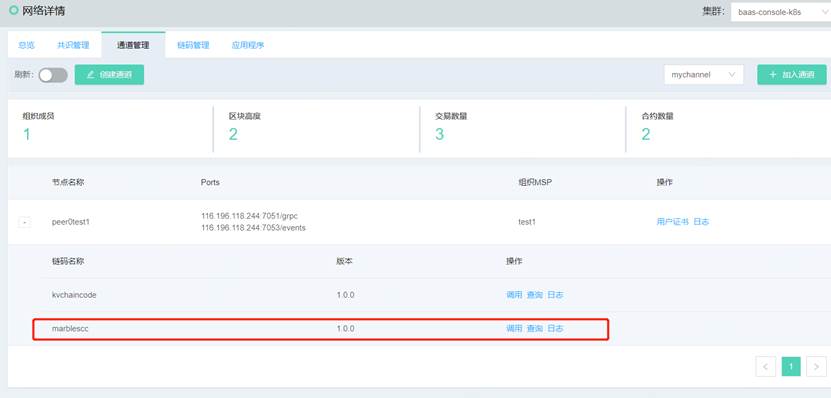 网络详情
集群: baas-console-k8s
总览 共识管理 通道管理 链码管理 应用程序
刷新: 创建通道 mychannel 加入通道
组织成员 区块高度 交易数量 合约数量
1 2 3 2
节点名称 Ports 组织MSP 操作
116.196.118.244:7051/grpc
- peer0test1 test1 用户证书 日志
116.196.118.244:7053/events
链码名称 版本 操作
kvchaincode 1.0.0 调用 查询 日志
marblescc 1.0.0 调用 查询 日志
< 1 >